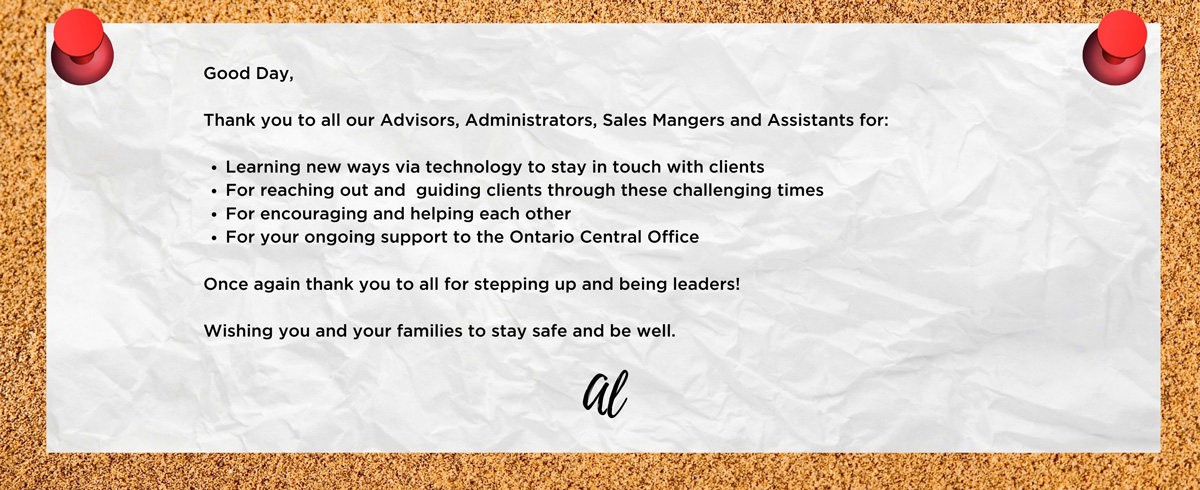 Good Day,
Thank you to all our Advisors, Administrators, Sales Mangers and Assistants for:
• Learning new ways via technology to stay in touch with clients
• For reaching out and  guiding clients through these challenging times
• For encouraging and helping each other
• For your ongoing support to the Ontario Central Office
Once again thank you to all for stepping up and being leaders!
Wishing you and your families to stay safe and be well.
al